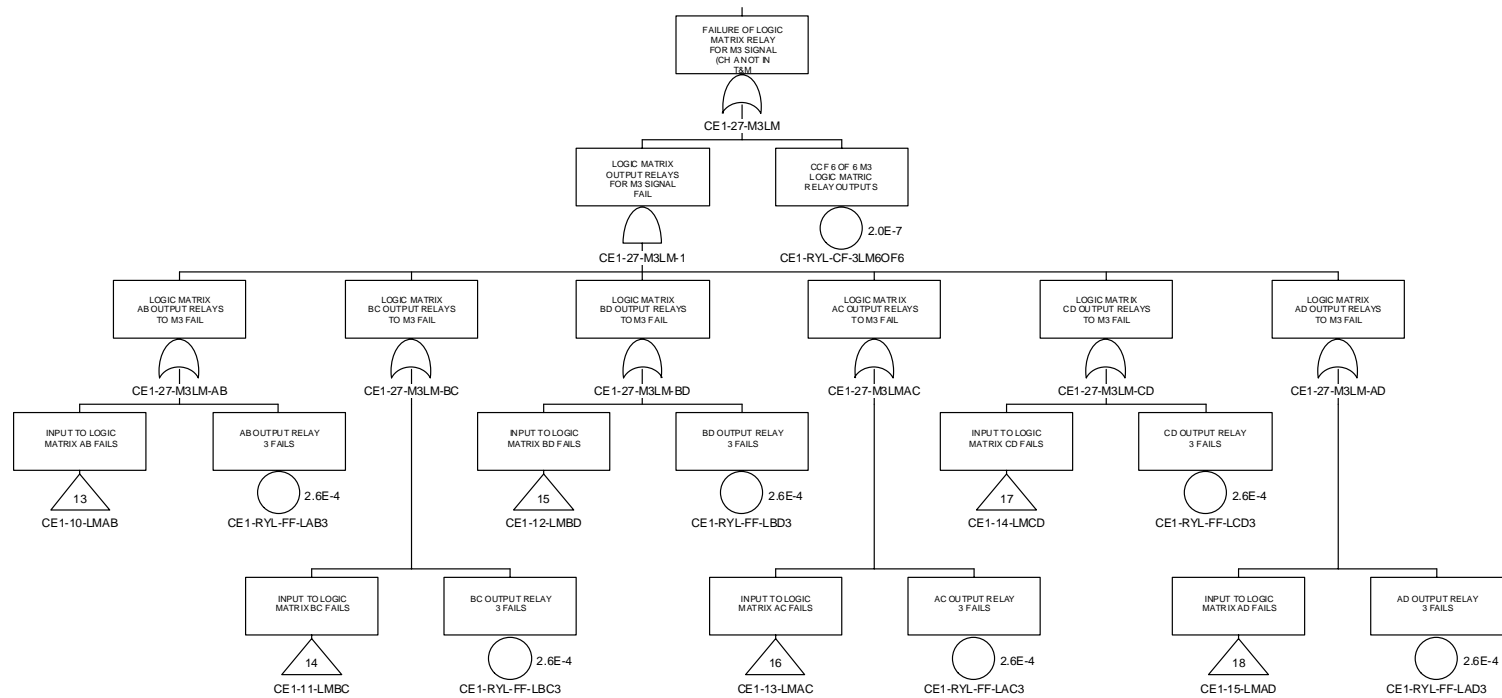 FAILURE OF LOGIC
MATRIX RELAY
FOR M3 SIGNAL
(CH A NOT IN
T&M
CE1-27-M3LM
LOGIC MATRIX
OUTPUT RELAYS
FOR M3 SIGNAL
FAIL
CE1-27-M3LM-1
CCF 6 OF 6 M3
LOGIC MATRIC
RELAY OUTPUTS
2.0E-7
CE1-RYL-CF-3LM6OF6
LOGIC MATRIX
AB OUTPUT RELAYS
TO M3 FAIL
CE1-27-M3LM-AB
LOGIC MATRIX
BC OUTPUT RELAYS
TO M3 FAIL
CE1-27-M3LM-BC
LOGIC MATRIX
BD OUTPUT RELAYS
TO M3 FAIL
CE1-27-M3LM-BD
LOGIC MATRIX
AC OUTPUT RELAYS
TO M3 FAIL
CE1-27-M3LMAC
LOGIC MATRIX
CD OUTPUT RELAYS
TO M3 FAIL
CE1-27-M3LM-CD
LOGIC MATRIX
AD OUTPUT RELAYS
TO M3 FAIL
CE1-27-M3LM-AD
INPUT TO LOGIC
MATRIX AB FAILS
13
CE1-10-LMAB
AB OUTPUT RELAY
3 FAILS
2.6E-4
CE1-RYL-FF-LAB3
INPUT TO LOGIC
MATRIX BD FAILS
15
CE1-12-LMBD
BD OUTPUT RELAY
3 FAILS
2.6E-4
CE1-RYL-FF-LBD3
INPUT TO LOGIC
MATRIX CD FAILS
17
CE1-14-LMCD
CD OUTPUT RELAY
3 FAILS
2.6E-4
CE1-RYL-FF-LCD3
INPUT TO LOGIC
MATRIX BC FAILS
14
CE1-11-LMBC
BC OUTPUT RELAY
3 FAILS
2.6E-4
CE1-RYL-FF-LBC3
INPUT TO LOGIC
MATRIX AC FAILS
16
CE1-13-LMAC
AC OUTPUT RELAY
3 FAILS
2.6E-4
CE1-RYL-FF-LAC3
INPUT TO LOGIC
MATRIX AD FAILS
18
CE1-15-LMAD
AD OUTPUT RELAY
3 FAILS
2.6E-4
CE1-RYL-FF-LAD3